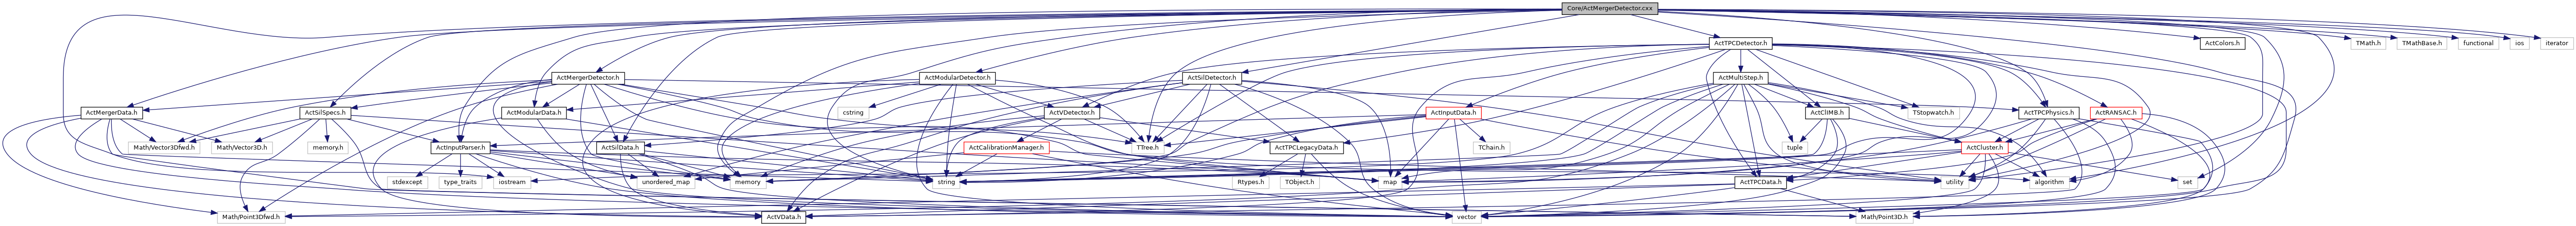 Core/ActMergerDetector.cxx
ActTPCDetector.h
ActColors.h
TMath.h
TMathBase.h
functional
ios
iterator
ActMergerDetector.h
ActModularDetector.h
ActSilDetector.h
ActMultiStep.h
ActMergerData.h
ActSilSpecs.h
ActModularData.h
cstring
ActVDetector.h
ActInputData.h
ActClIMB.h
TStopwatch.h
ActTPCPhysics.h
ActRANSAC.h
Math/Vector3Dfwd.h
Math/Vector3D.h
memory.h
ActInputParser.h
ActSilData.h
ActCalibrationManager.h
TTree.h
ActTPCLegacyData.h
TChain.h
tuple
ActCluster.h
stdexcept
type_traits
iostream
unordered_map
memory
string
Rtypes.h
TObject.h
map
ActTPCData.h
utility
algorithm
set
Math/Point3Dfwd.h
ActVData.h
vector
Math/Point3D.h